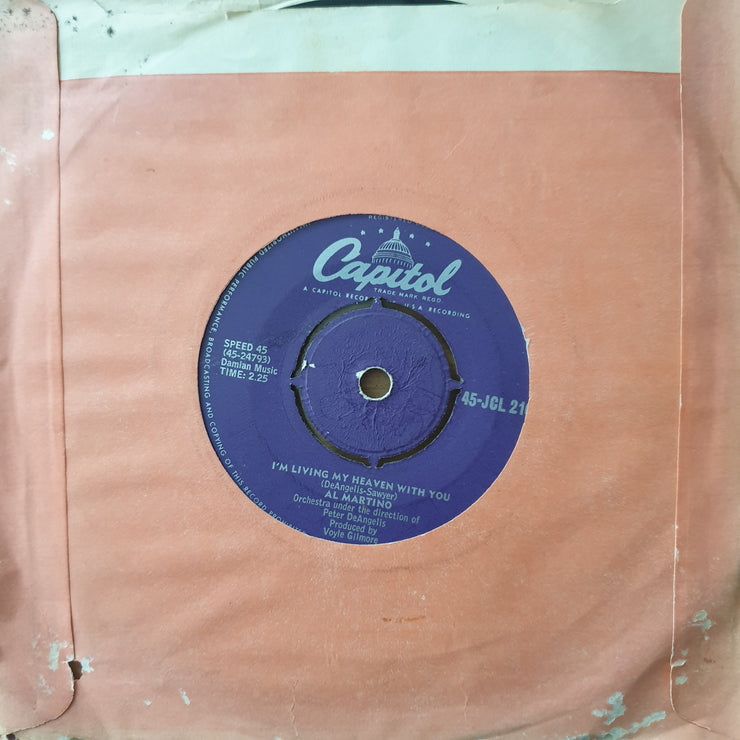 Capitol
TRADE MARK REGD.
A CAPITOL U.S.A. RECORDING
SPEED 45
(45-24793)
Damian Music
TIME: 2.25
45-JCL 21
PUBLIC PERFORMANCE, BROADCASTING AND COPYING OF THIS RECORD
I'M LIVING MY HEAVEN WITH YOU
(DeAngelis-Sawyer)
AL MARTINO
Orchestra under the direction of
Peter DeAngelis
Produced by
Voyle Gilmore